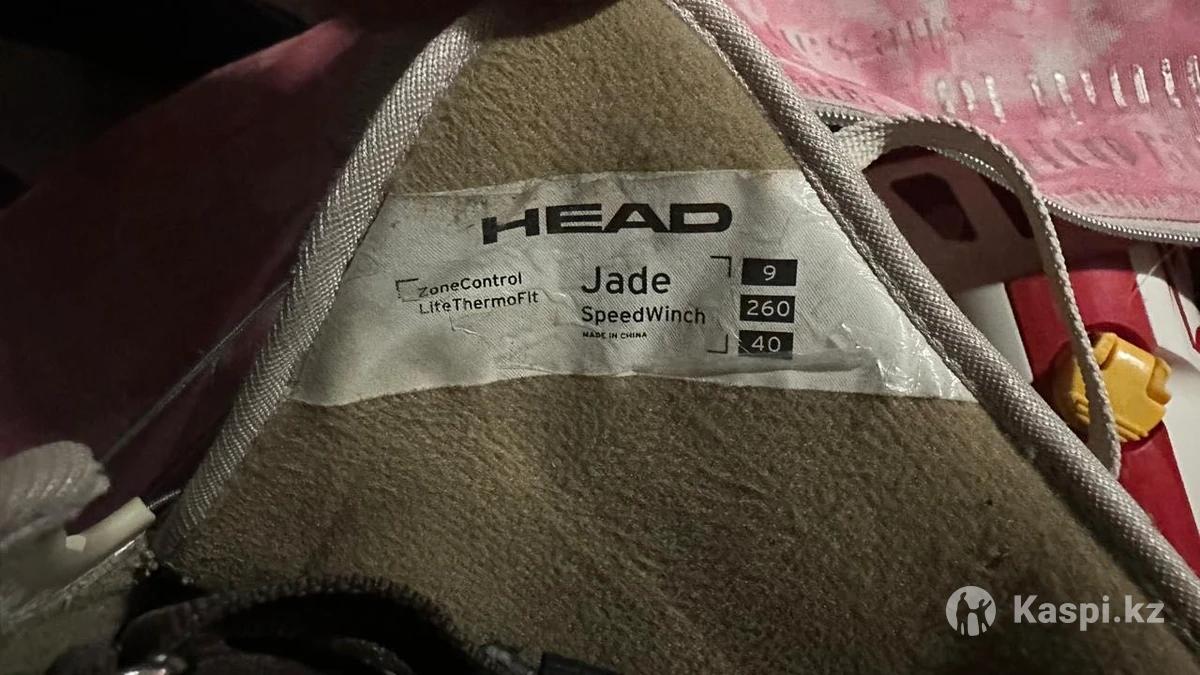 HEAD
ZoneControl
LiteThermoFit
Jade
SpeedWinch
MADE IN CHINA
9
260
40
Kaspi.kz